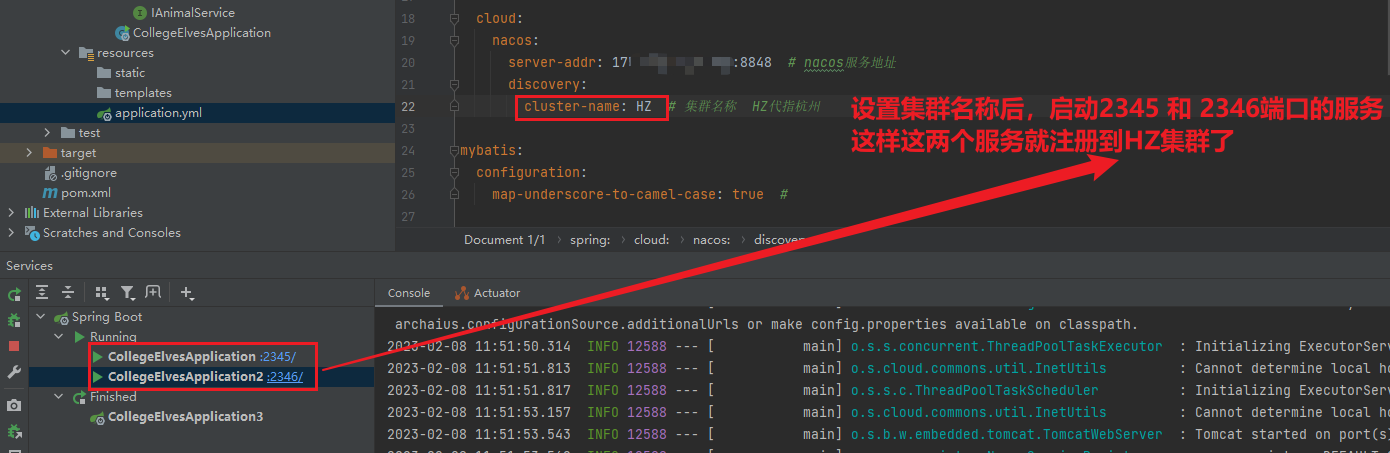 IAnimalService
CollegeElvesApplication
resources
static
templates
application.yml
test
target
.gitignore
pom.xml
External Libraries
Scratches and Consoles
18 cloud:
19 nacos:
20 server-addr: 17 :8848 # nacos服务地址
21 discovery:
22 cluster-name: HZ # 集群名称 HZ代指杭州
23
24 mybatis:
25 configuration:
26 map-underscore-to-camel-case: true #
27
设置集群名称后，启动2345 和 2346端口的服务
这样这两个服务就注册到HZ集群了
Document 1/1 spring: cloud: nacos: discovery
Services
Spring Boot
Running
CollegeElvesApplication :2345/
CollegeElvesApplication2 :2346/
Finished
CollegeElvesApplication3
Console Actuator
archaius.configurationSource.additionalUrls or make config.properties available on classpath.
2023-02-08 11:51:50.314 INFO 12588 --- [ main] o.s.s.concurrent.ThreadPoolTaskExecutor : Initializing ExecutorServ
2023-02-08 11:51:51.813 INFO 12588 --- [ main] o.s.cloud.commons.util.InetUtils : Cannot determine local ho
2023-02-08 11:51:51.817 INFO 12588 --- [ main] o.s.s.c.ThreadPoolTaskScheduler : Initializing ExecutorServ
2023-02-08 11:51:53.157 INFO 12588 --- [ main] o.s.cloud.commons.util.InetUtils : Cannot determine local ho
2023-02-08 11:51:53.543 INFO 12588 --- [ main] o.s.b.w.embedded.tomcat.TomcatWebServer : Tomcat started on port(s)